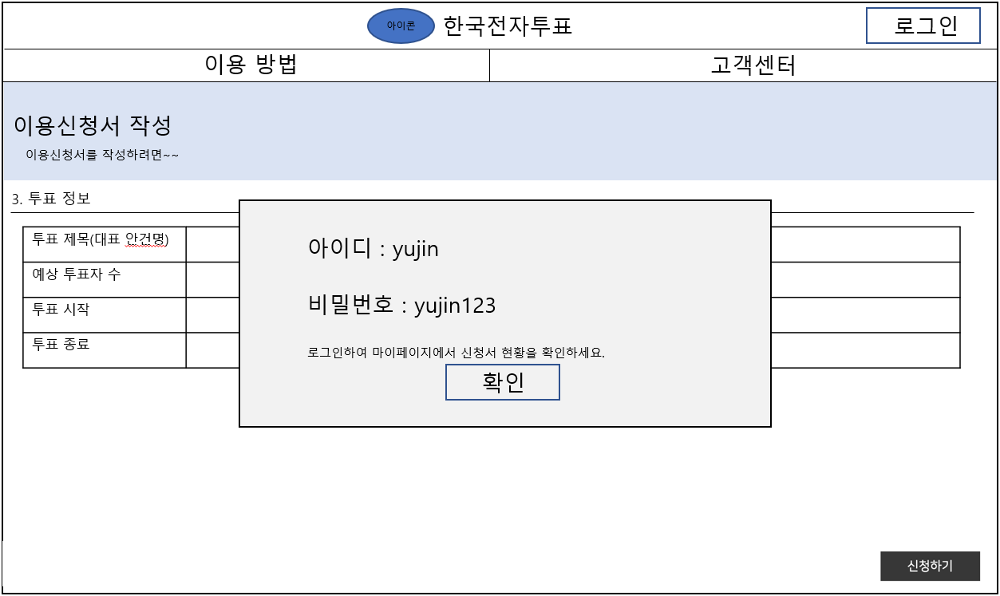 아이콘 한국전자투표 로그인
이용 방법 고객센터
이용신청서 작성
이용신청서를 작성하려면~~
3. 투표 정보
투표 제목(대표 안건명)
예상 투표자 수
투표 시작
투표 종료
아이디 : yujin
비밀번호 : yujin123
로그인하여 마이페이지에서 신청서 현황을 확인하세요.
확인
신청하기